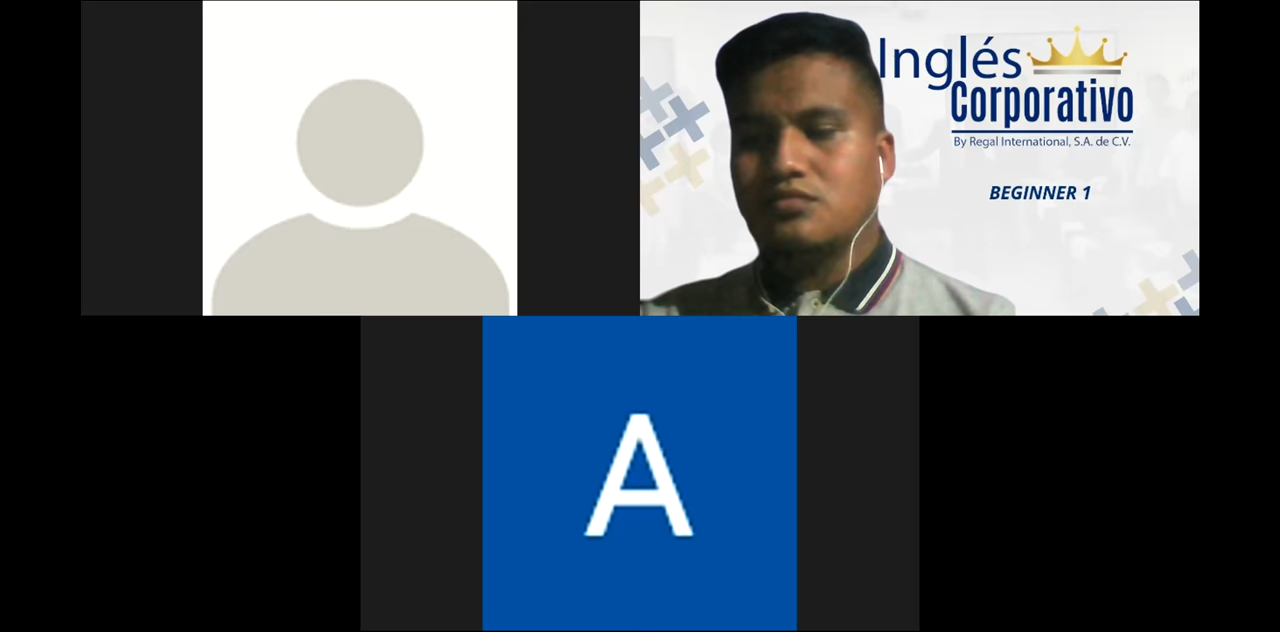 Inglés
Corporativo
By Regal International, S.A. de C.V.
BEGINNER 1
A